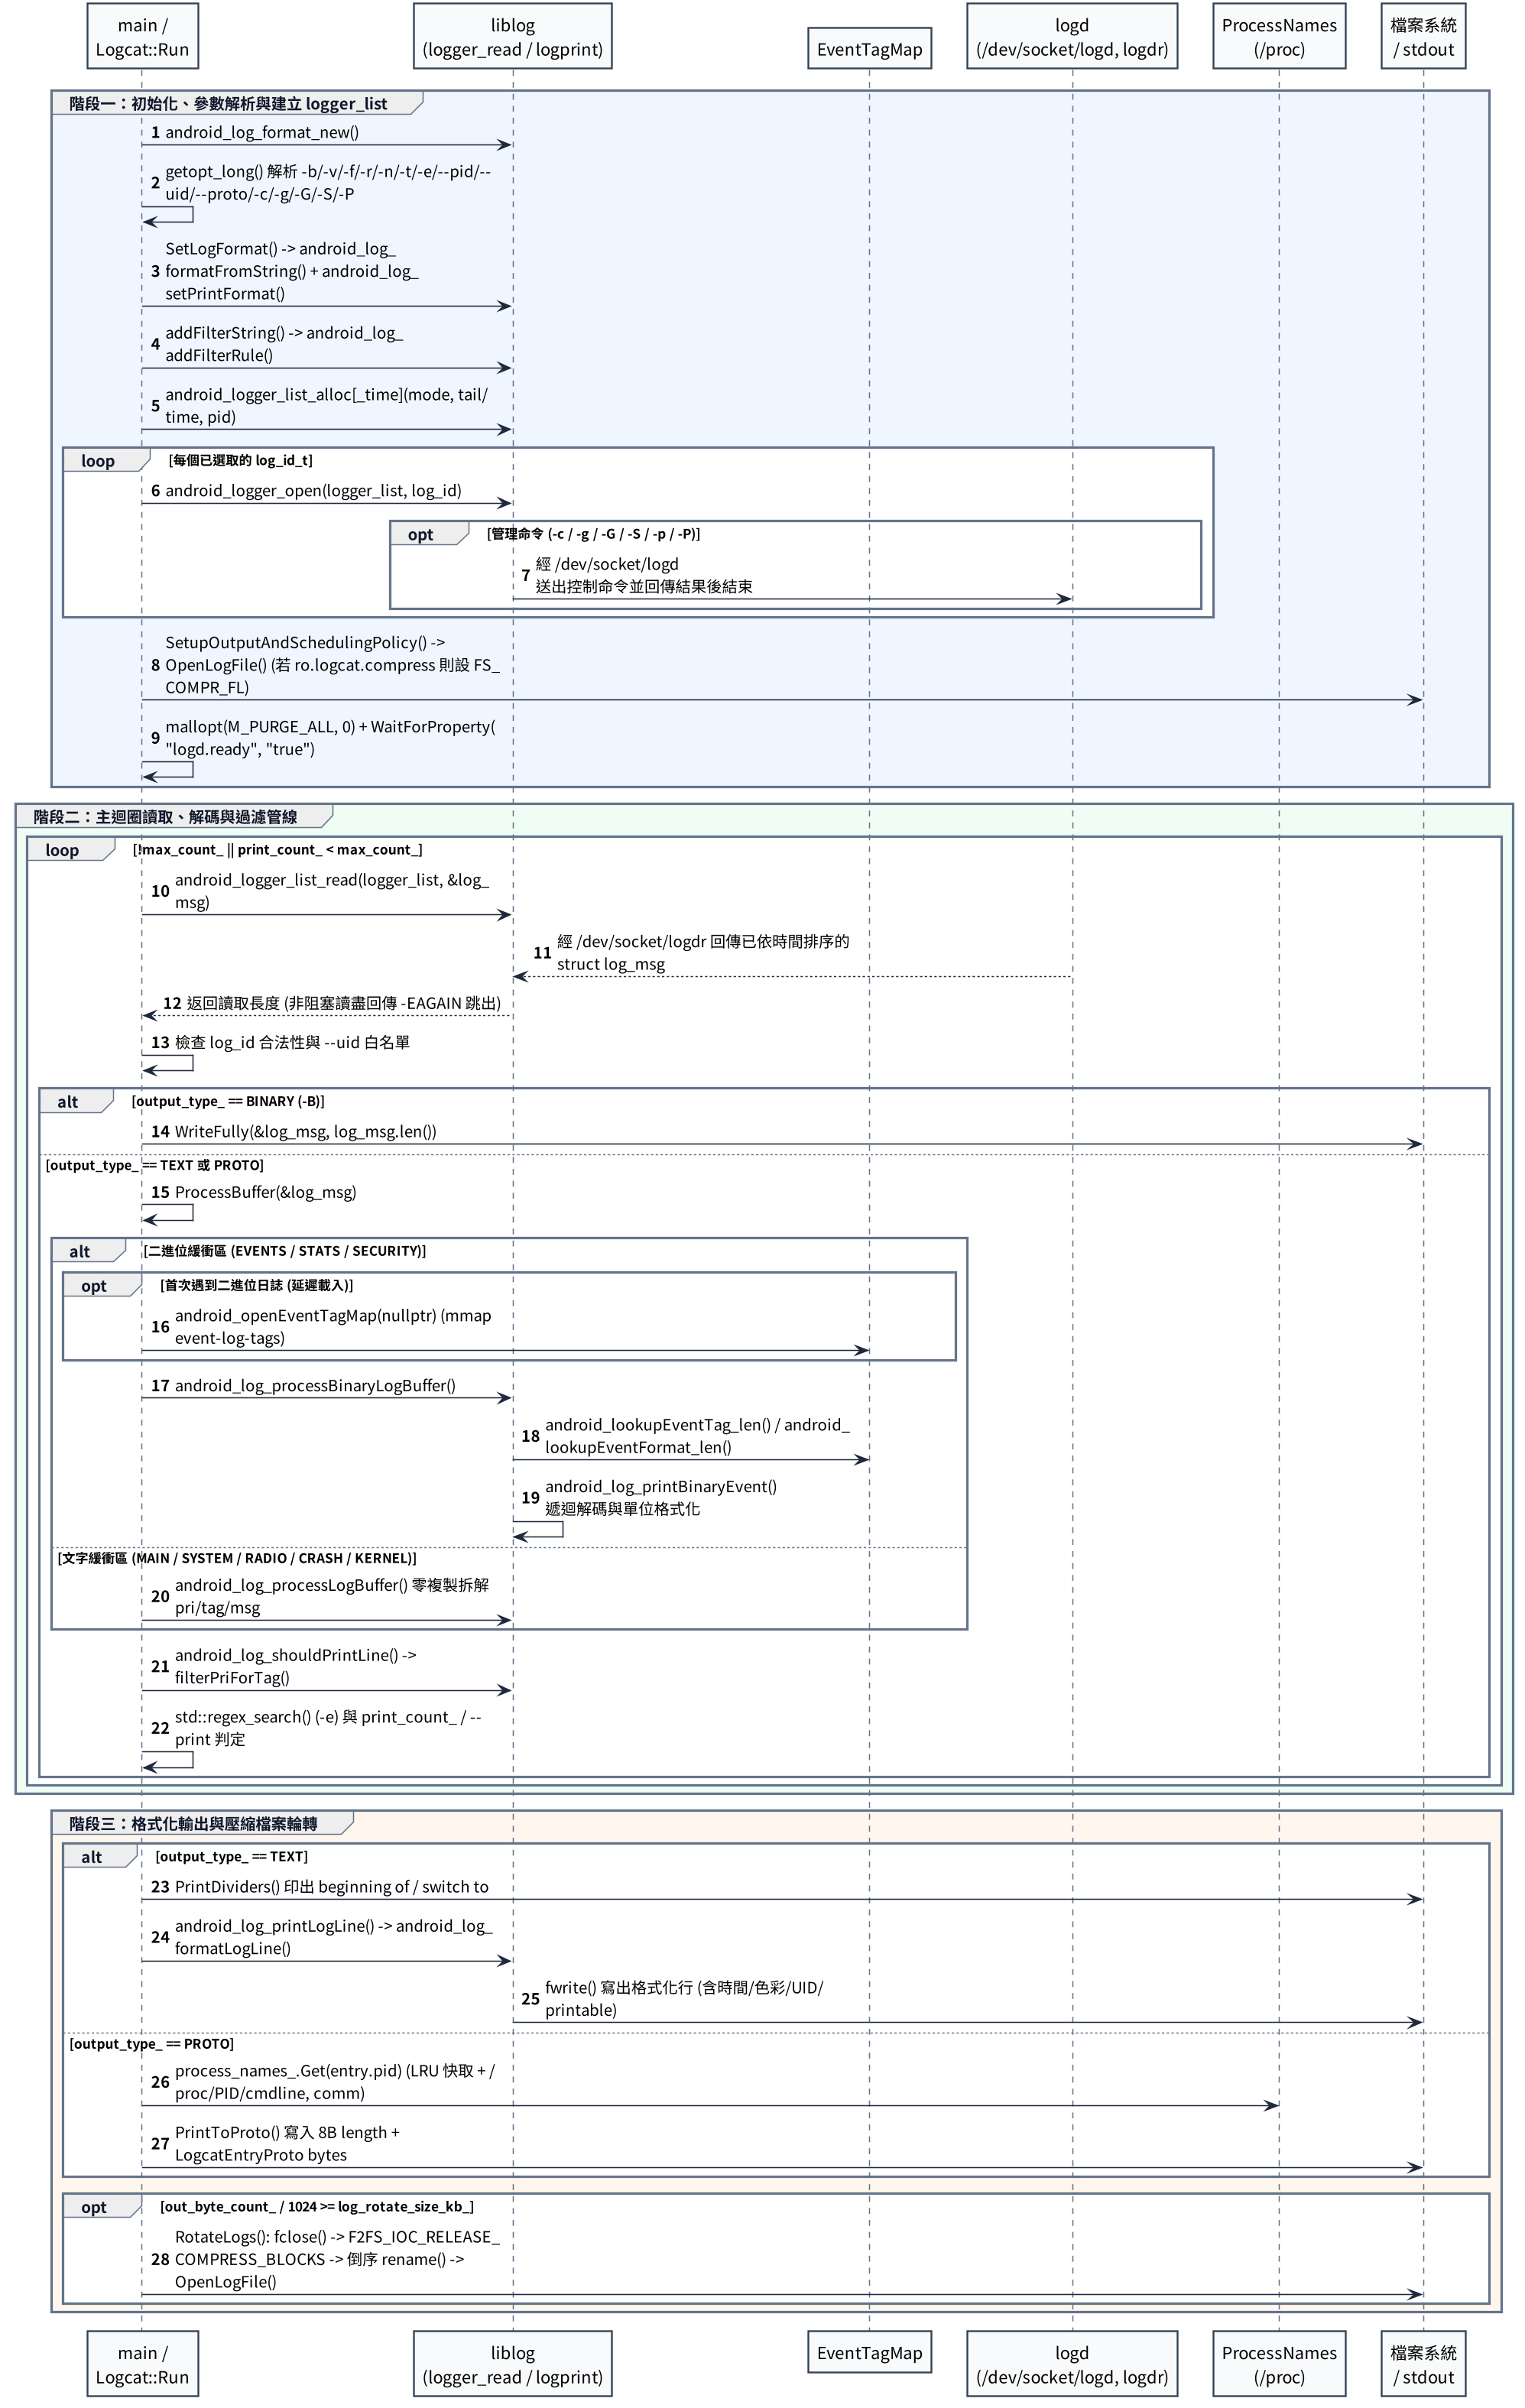 main /
Logcat::Run
liblog
(logger_read / logprint)
EventTagMap
logd
(/dev/socket/logd, logdr)
ProcessNames
(/proc)
檔案系統
/ stdout
階段一：初始化、參數解析與建立 logger_list
1 android_log_format_new()
2 getopt_long() 解析 -b/-v/-f/-r/-n/-t/-e/--pid/--
uid/--proto/-c/-g/-G/-S/-P
3 SetLogFormat() -> android_log_
formatFromString() + android_log_
setPrintFormat()
4 addFilterString() -> android_log_
addFilterRule()
5 android_logger_list_alloc[_time](mode, tail/
time, pid)
loop [每個已選取的 log_id_t]
6 android_logger_open(logger_list, log_id)
opt [管理命令 (-c / -g / -G / -S / -p / -P)]
7 經 /dev/socket/logd
送出控制命令並回傳結果後結束
8 SetupOutputAndSchedulingPolicy() ->
OpenLogFile() (若 ro.logcat.compress 則設 FS_
COMPR_FL)
9 mallopt(M_PURGE_ALL, 0) + WaitForProperty(
"logd.ready", "true")
階段二：主迴圈讀取、解碼與過濾管線
loop [!max_count_ || print_count_ < max_count_]
10 android_logger_list_read(logger_list, &log_
msg)
11 經 /dev/socket/logdr 回傳已依時間排序的
struct log_msg
12 返回讀取長度 (非阻塞讀盡回傳 -EAGAIN 跳出)
13 檢查 log_id 合法性與 --uid 白名單
alt [output_type_ == BINARY (-B)]
14 WriteFully(&log_msg, log_msg.len())
[output_type_ == TEXT 或 PROTO]
15 ProcessBuffer(&log_msg)
alt [二進位緩衝區 (EVENTS / STATS / SECURITY)]
opt [首次遇到二進位日誌 (延遲載入)]
16 android_openEventTagMap(nullptr) (mmap
event-log-tags)
17 android_log_processBinaryLogBuffer()
18 android_lookupEventTag_len() / android_
lookupEventFormat_len()
19 android_log_printBinaryEvent()
遞迴解碼與單位格式化
[文字緩衝區 (MAIN / SYSTEM / RADIO / CRASH / KERNEL)]
20 android_log_processLogBuffer() 零複製拆解
pri/tag/msg
21 android_log_shouldPrintLine() ->
filterPriForTag()
22 std::regex_search() (-e) 與 print_count_ / --
print 判定
階段三：格式化輸出與壓縮檔案輪轉
alt [output_type_ == TEXT]
23 PrintDividers() 印出 beginning of / switch to
24 android_log_printLogLine() -> android_log_
formatLogLine()
25 fwrite() 寫出格式化行 (含時間/色彩/UID/
printable)
[output_type_ == PROTO]
26 process_names_.Get(entry.pid) (LRU 快取 + /
proc/PID/cmdline, comm)
27 PrintToProto() 寫入 8B length +
LogcatEntryProto bytes
opt [out_byte_count_ / 1024 >= log_rotate_size_kb_]
28 RotateLogs(): fclose() -> F2FS_IOC_RELEASE_
COMPRESS_BLOCKS -> 倒序 rename() ->
OpenLogFile()
main /
Logcat::Run
liblog
(logger_read / logprint)
EventTagMap
logd
(/dev/socket/logd, logdr)
ProcessNames
(/proc)
檔案系統
/ stdout